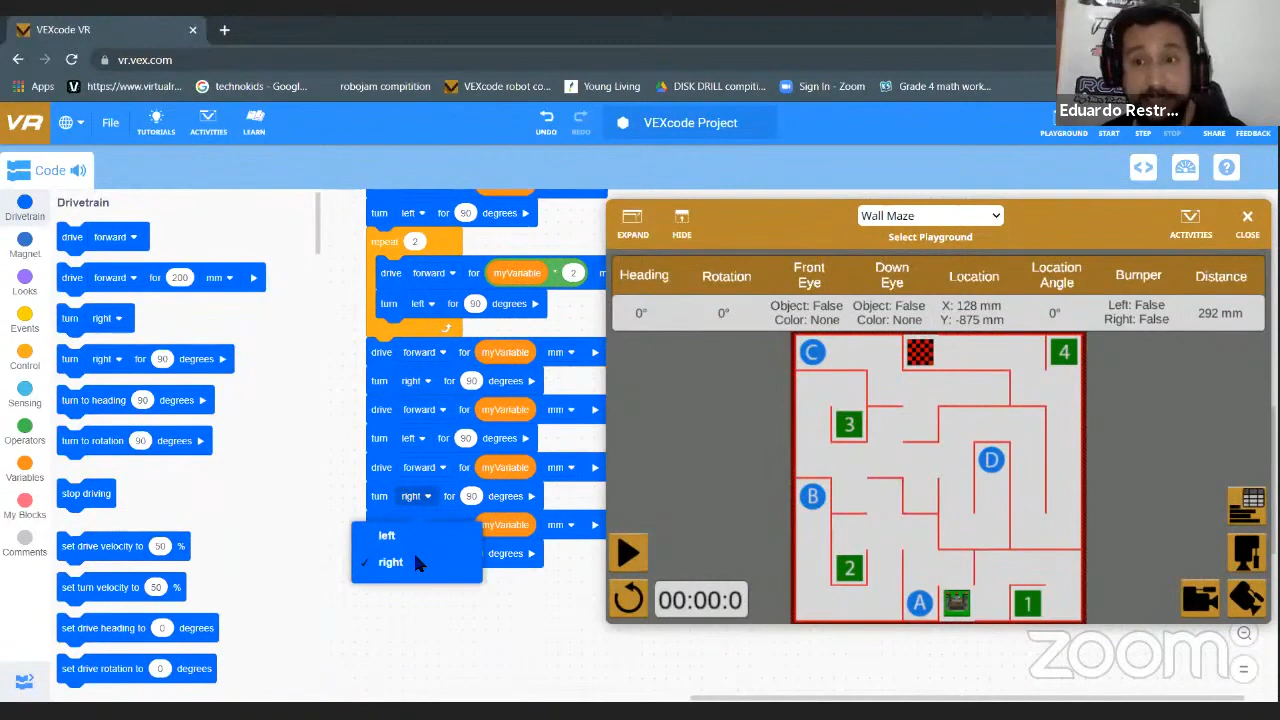 VEXcode VR
vr.vex.com
Apps
https://www.virtualr...
technokids - Googl...
robojam compitition
VEXcode robot co...
Young Living
DISK DRILL compiti...
Sign In - Zoom
Grade 4 math work...
Eduardo Restr...
VR
File
TUTORIALS
ACTIVITIES
LEARN
UNDO
REDO
VEXcode Project
PLAYGROUND
START
STEP
STOP
SHARE
FEEDBACK
Code
Drivetrain
Magnet
Looks
Events
Control
Sensing
Operators
Variables
My Blocks
Comments
Drivetrain
drive forward
drive forward for 200 mm
turn right
turn right for 90 degrees
turn to heading 90 degrees
turn to rotation 90 degrees
stop driving
set drive velocity to 50 %
set turn velocity to 50 %
set drive heading to 0 degrees
set drive rotation to 0 degrees
turn left for 90 degrees
repeat 2
drive forward for myVariable * 2 m
turn left for 90 degrees
drive forward for myVariable mm
turn right for 90 degrees
drive forward for myVariable mm
turn left for 90 degrees
drive forward for myVariable mm
turn right for 90 degrees
myVariable mm
degrees
left
✓ right
EXPAND
HIDE
Wall Maze
Select Playground
ACTIVITIES
CLOSE
Heading
Rotation
Front Eye
Down Eye
Location
Location Angle
Bumper
Distance
0°
0°
Object: False
Color: None
Object: False
Color: None
X: 128 mm
Y: -875 mm
0°
Left: False
Right: False
292 mm
C
4
3
D
B
2
A
1
00:00:0
zoom